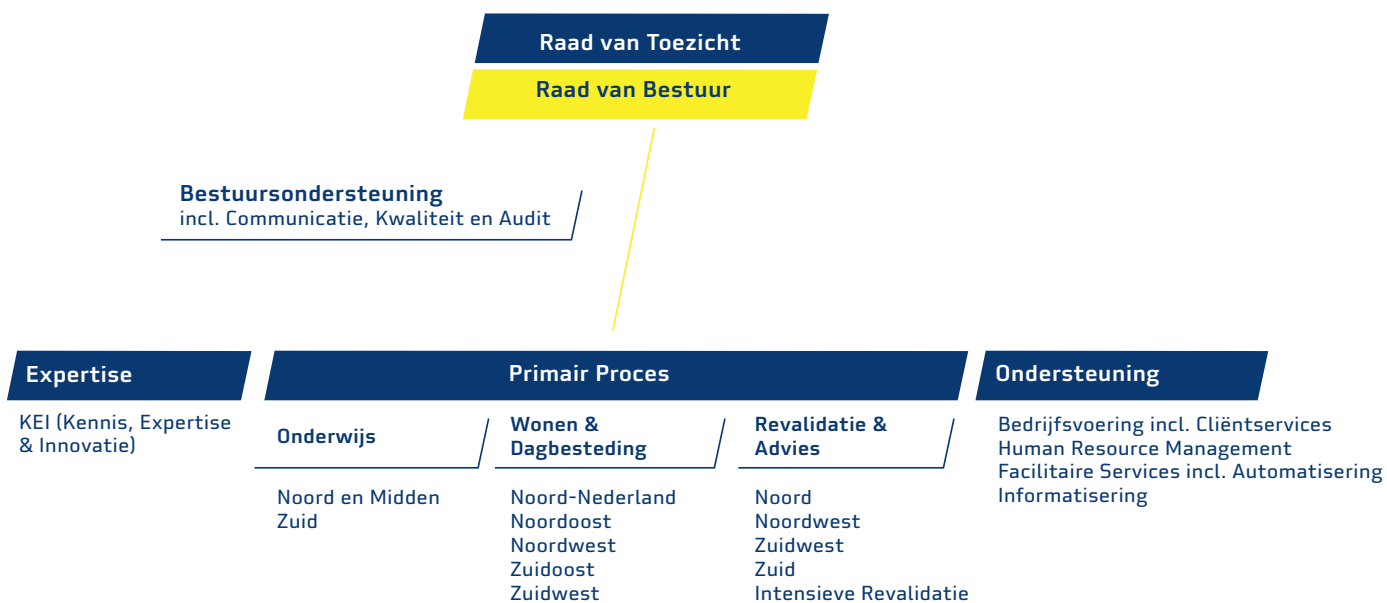 Raad van Toezicht
Raad van Bestuur
Bestuursondersteuning
incl. Communicatie, Kwaliteit en Audit
Expertise
KEI (Kennis, Expertise
& Innovatie)
Primair Proces
Onderwijs
Noord en Midden
Zuid
Wonen &
Dagbesteding
Noord-Nederland
Noordoost
Noordwest
Zuidoost
Zuidwest
Revalidatie &
Advies
Noord
Noordwest
Zuidwest
Zuid
Intensieve Revalidatie
Ondersteuning
Bedrijfsvoering incl. Cliëntservices
Human Resource Management
Facilitaire Services incl. Automatisering
Informatisering